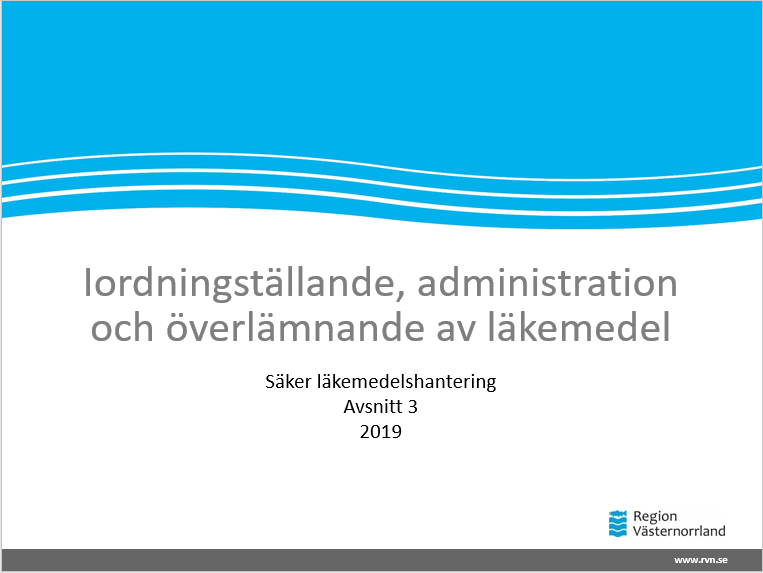 Iordningställande, administration
och överlämnande av läkemedel
Säker läkemedelshantering
Avsnitt 3
2019
Region
Västernorrland
www.rvn.se